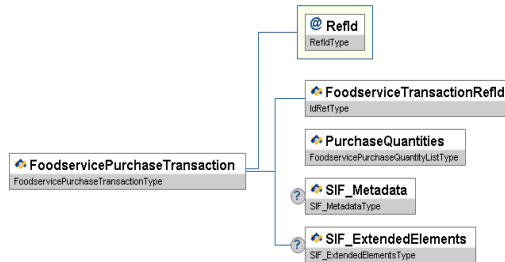 @ RefId
RefIdType
FoodserviceTransactionRefId
IdRefType
FoodservicePurchaseTransaction
FoodservicePurchaseTransactionType
PurchaseQuantities
FoodservicePurchaseQuantityListType
? SIF_Metadata
SIF_MetadataType
? SIF_ExtendedElements
SIF_ExtendedElementsType